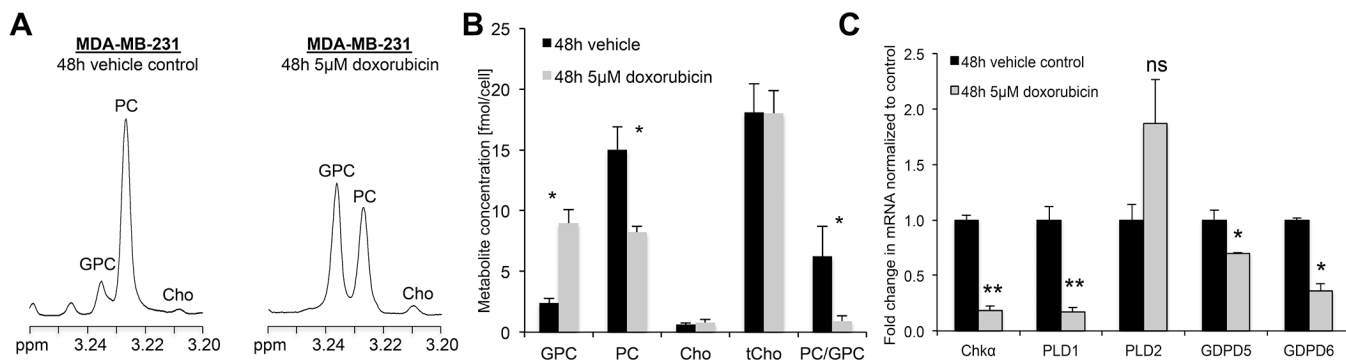 A
MDA-MB-231
48h vehicle control
PC
GPC
Cho
ppm 3.24 3.22 3.20
MDA-MB-231
48h 5µM doxorubicin
GPC
PC
Cho
ppm 3.24 3.22 3.20
B
Metabolite concentration [fmol/cell]
25
20
15
10
5
0
48h vehicle
48h 5µM doxorubicin
*
*
*
GPC PC Cho tCho PC/GPC
C
Fold change in mRNA normalized to control
2.5
2.0
1.5
1.0
0.5
0.0
48h vehicle control
48h 5µM doxorubicin
ns
**
**
*
*
Chkα PLD1 PLD2 GDPD5 GDPD6